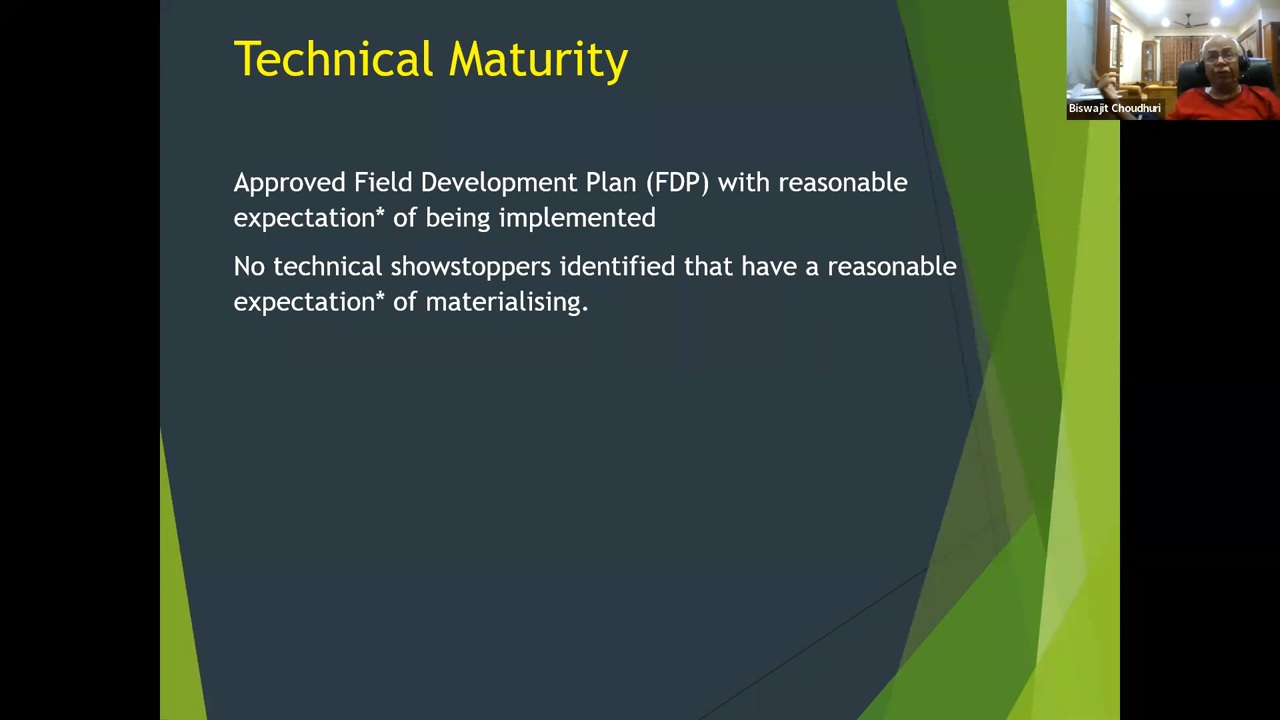 Technical Maturity
Biswajit Choudhuri
Approved Field Development Plan (FDP) with reasonable
expectation* of being implemented
No technical showstoppers identified that have a reasonable
expectation* of materialising.